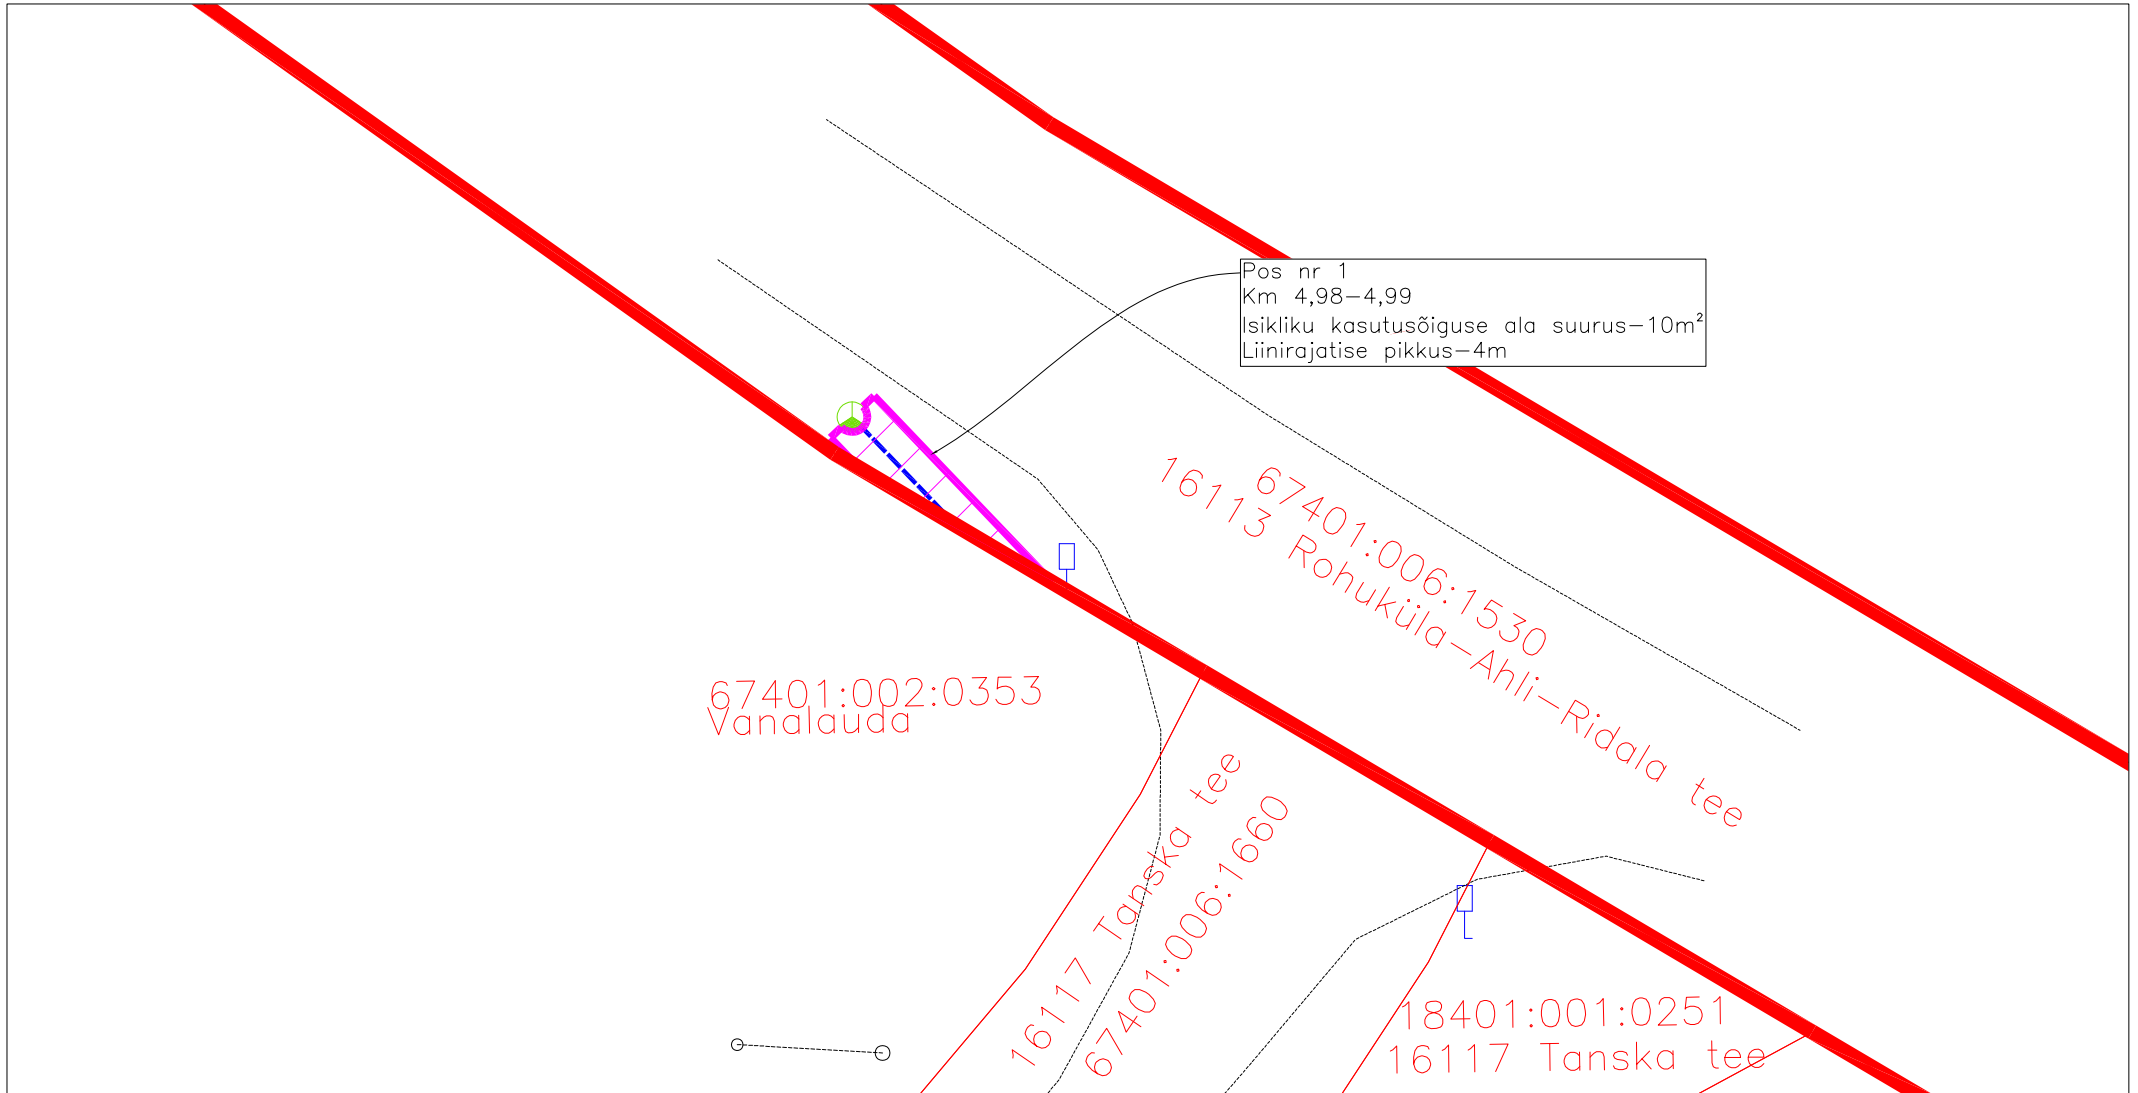 Pos nr 1
Km 4,98-4,99
Isikliku kasutusõiguse ala suurus-10m²
Liinirajatise pikkus-4m
67401:006:1530
16113 Rohuküla-Ahli-Ridala tee
67401:002:0353
Vanalauda
16117 Tanska tee
67401:006:1660
18401:001:0251
16117 Tanska tee